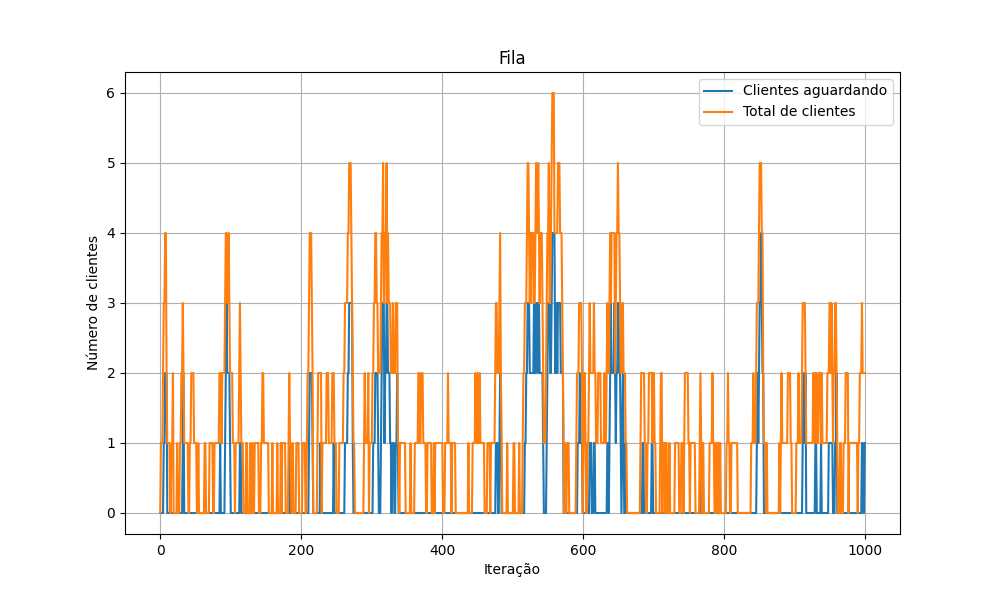 Fila
Clientes aguardando
Total de clientes
Número de clientes
6
5
4
3
2
1
0
0 200 400 600 800 1000
Iteração